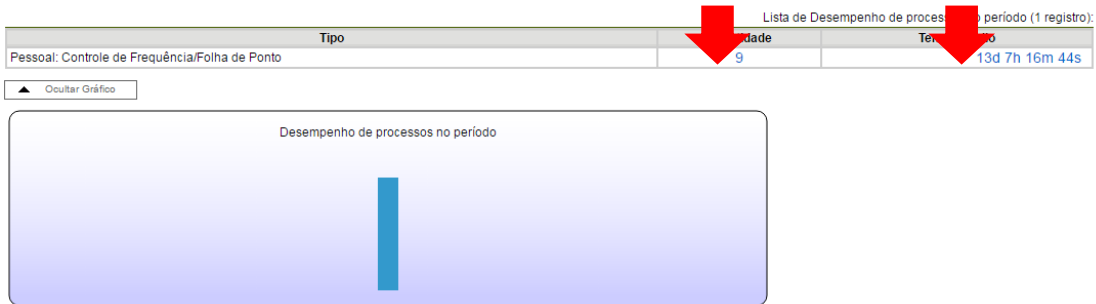 Lista de Desempenho de período (1 registro):
Tipo
Pessoal: Controle de Frequência/Folha de Ponto 9 13d 7h 16m 44s
Ocultar Gráfico
Desempenho de processos no período